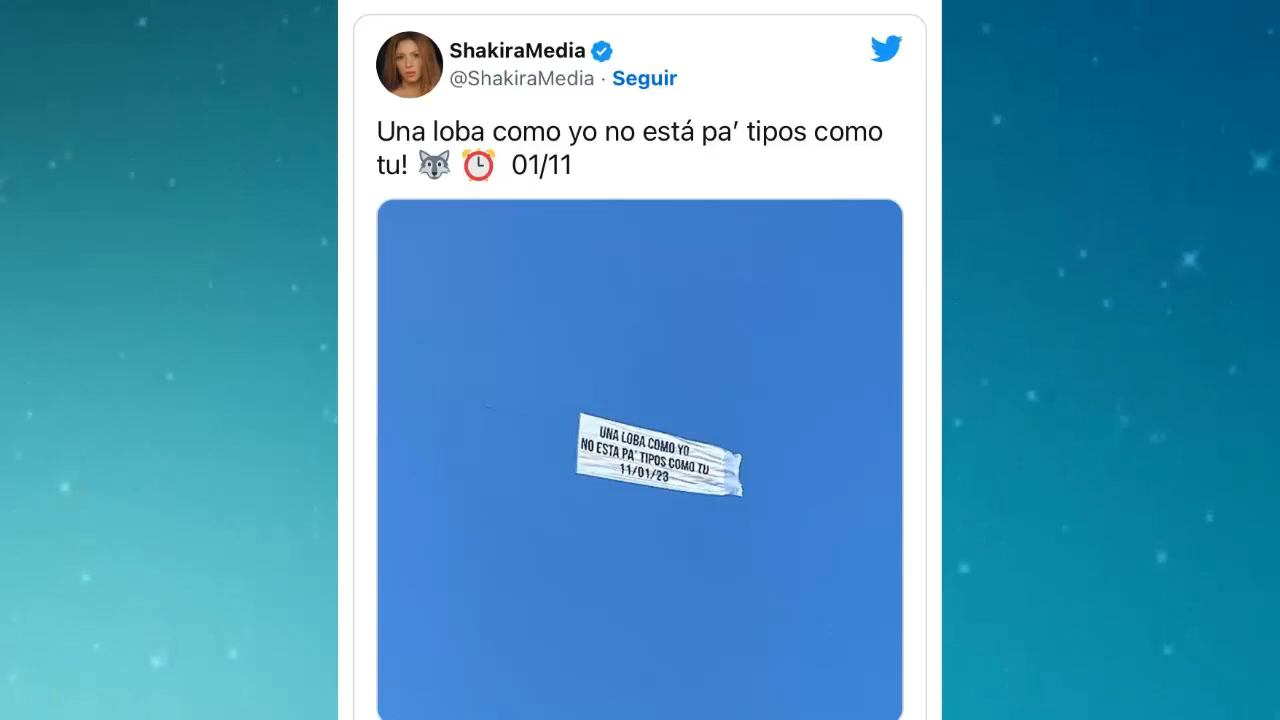 ShakiraMedia
@ShakiraMedia · Seguir
Una loba como yo no está pa’ tipos como
tu! 🐺 ⏰ 01/11
UNA LOBA COMO YO
NO ESTA PA' TIPOS COMO TU
11/01/23